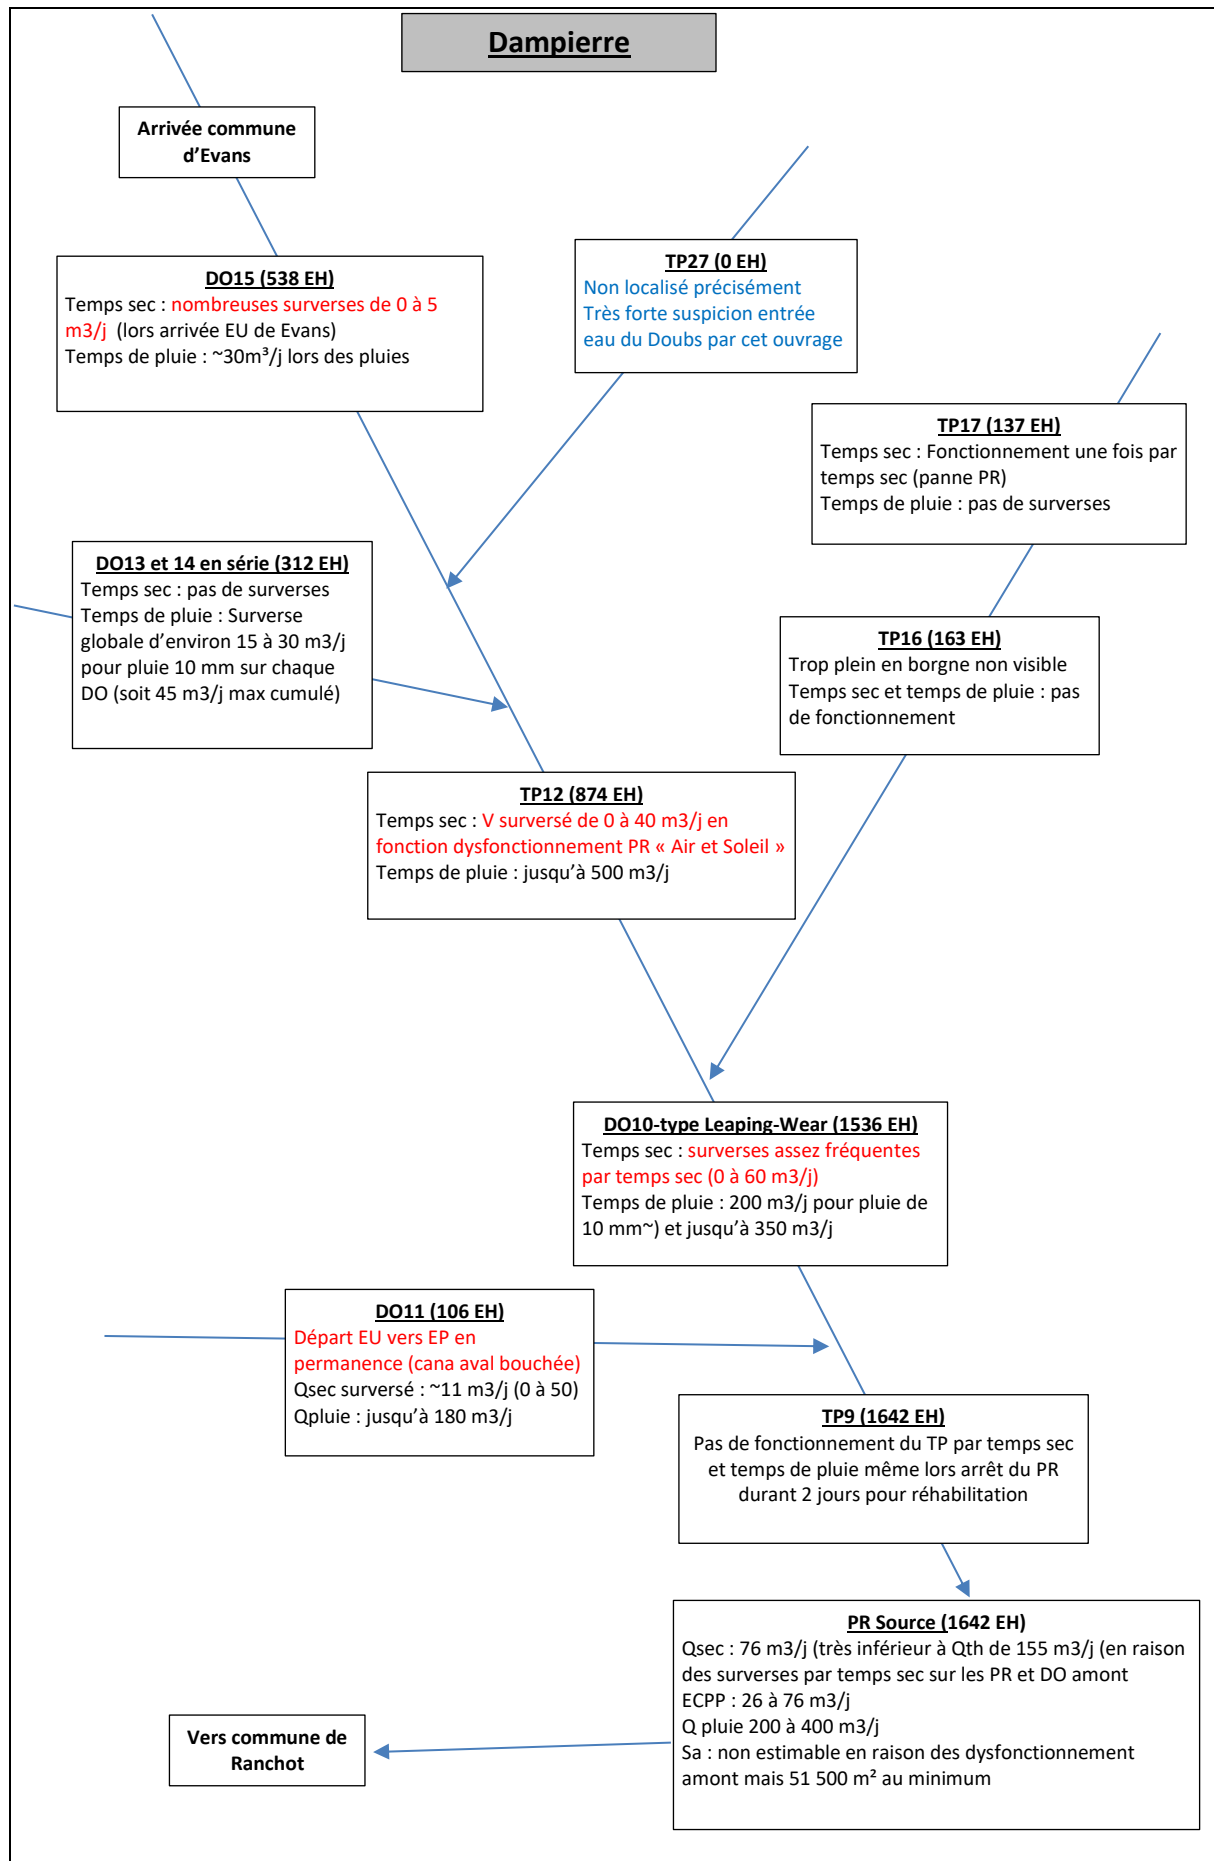 Dampierre
Arrivée commune
d’Evans
DO15 (538 EH)
Temps sec : nombreuses surverses de 0 à 5
m3/j  (lors arrivée EU de Evans)
Temps de pluie : ~30m³/j lors des pluies
TP27 (0 EH)
Non localisé précisément
Très forte suspicion entrée
eau du Doubs par cet ouvrage
TP17 (137 EH)
Temps sec : Fonctionnement une fois par
temps sec (panne PR)
Temps de pluie : pas de surverses
DO13 et 14 en série (312 EH)
Temps sec : pas de surverses
Temps de pluie : Surverse
globale d’environ 15 à 30 m3/j
pour pluie 10 mm sur chaque
DO (soit 45 m3/j max cumulé)
TP16 (163 EH)
Trop plein en borgne non visible
Temps sec et temps de pluie : pas
de fonctionnement
TP12 (874 EH)
Temps sec : V surversé de 0 à 40 m3/j en
fonction dysfonctionnement PR « Air et Soleil »
Temps de pluie : jusqu’à 500 m3/j
DO10-type Leaping-Wear (1536 EH)
Temps sec : surverses assez fréquentes
par temps sec (0 à 60 m3/j)
Temps de pluie : 200 m3/j pour pluie de
10 mm~) et jusqu’à 350 m3/j
DO11 (106 EH)
Départ EU vers EP en
permanence (cana aval bouchée)
Qsec surversé : ~11 m3/j (0 à 50)
Qpluie : jusqu’à 180 m3/j
TP9 (1642 EH)
Pas de fonctionnement du TP par temps sec
et temps de pluie même lors arrêt du PR
durant 2 jours pour réhabilitation
PR Source (1642 EH)
Qsec : 76 m3/j (très inférieur à Qth de 155 m3/j (en raison
des surverses par temps sec sur les PR et DO amont
ECPP : 26 à 76 m3/j
Q pluie 200 à 400 m3/j
Sa : non estimable en raison des dysfonctionnement
amont mais 51 500 m² au minimum
Vers commune de
Ranchot